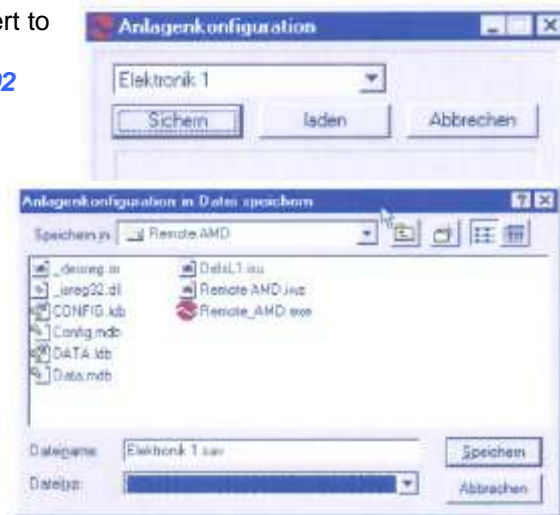 ert to
02
Anlagenkonfiguration
Elektronik 1
Sichern laden Abbrechen
Anlagenkonfiguration in Datei speichern
Speichern in: Remote AMD
_deisreg.isr DeIsL1.isu
_isreg32.dll Remote AMD.iwz
CONFIG.ldb Remote_AMD.exe
Config.mdb
DATA.ldb
Data.mdb
Dateiname: Elektronik 1.sav Speichern
Dateityp: Abbrechen